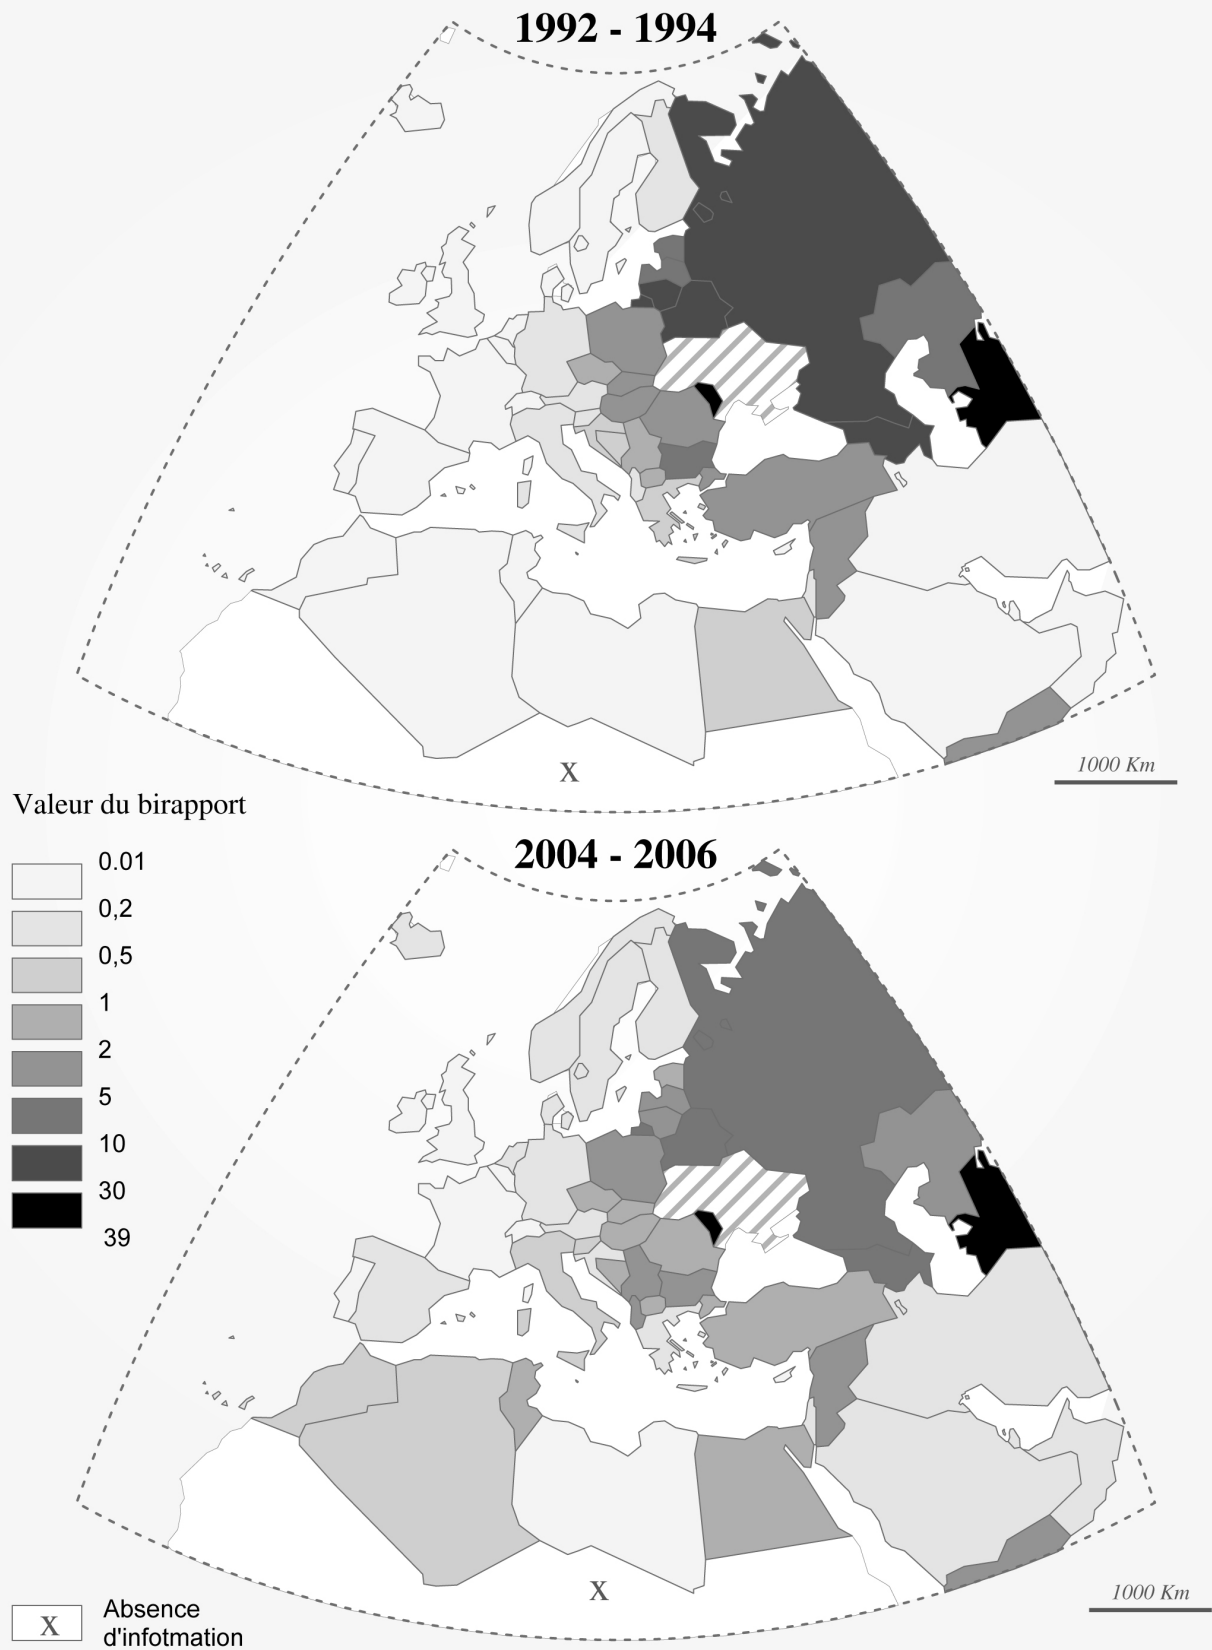 1992 - 1994
X
1000 Km
Valeur du birapport
0.01
0,2
0,5
1
2
5
10
30
39
2004 - 2006
X
1000 Km
X
Absence
d'infotmation